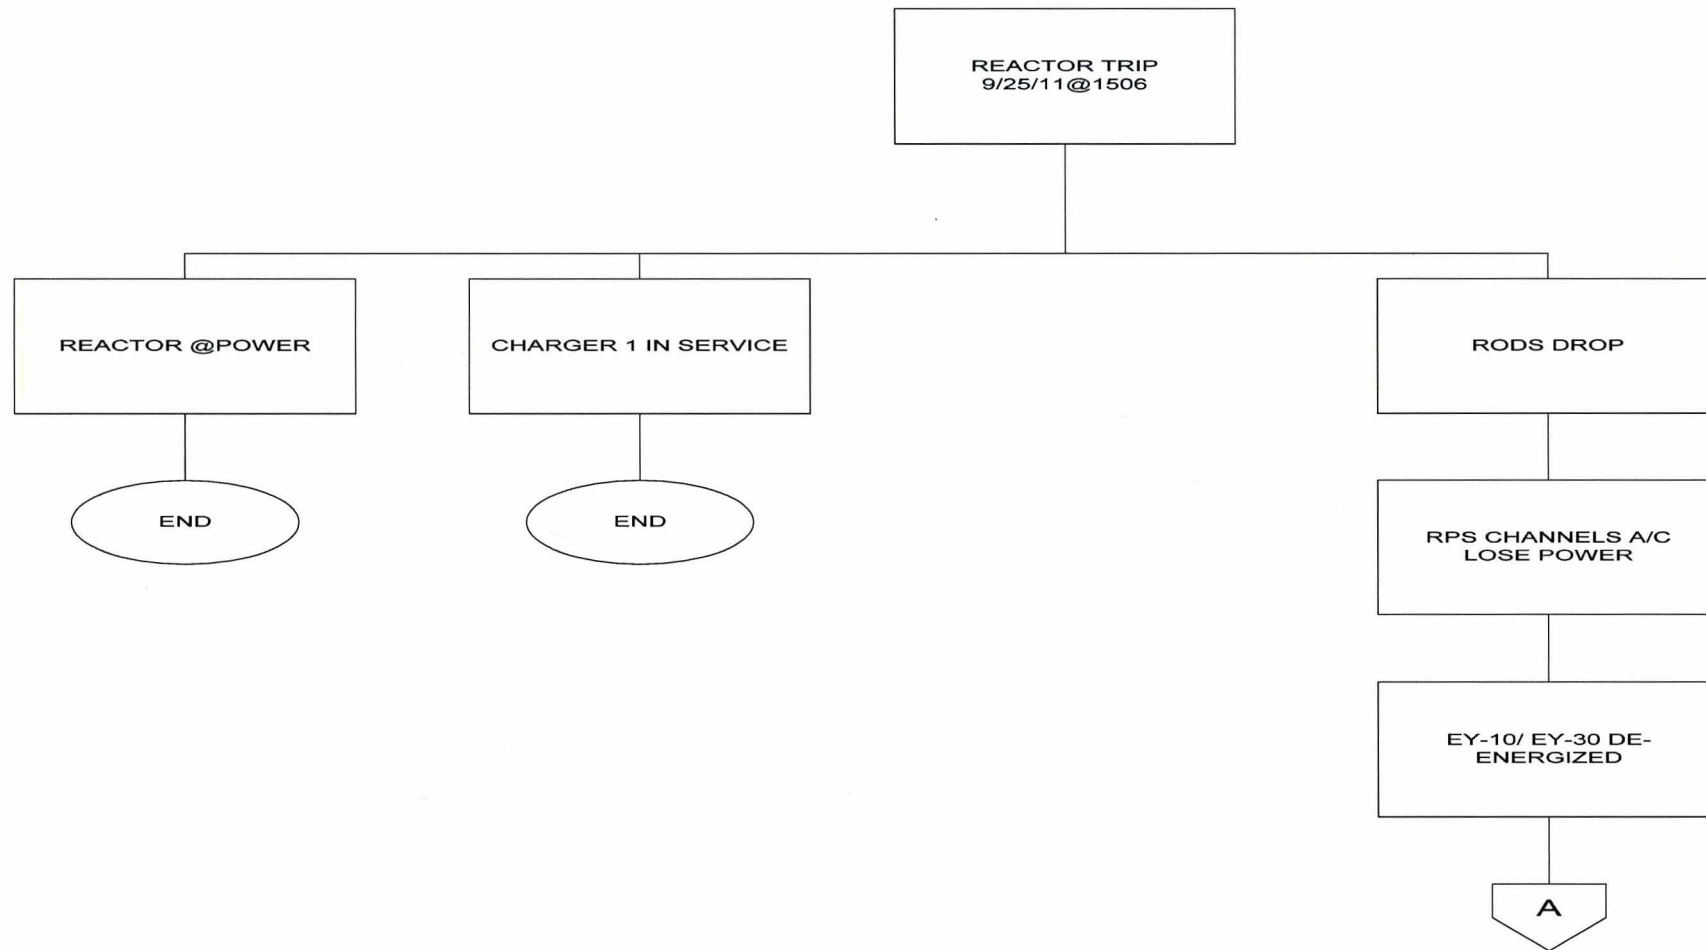 REACTOR TRIP
9/25/11@1506
REACTOR @POWER
CHARGER 1 IN SERVICE
RODS DROP
END
END
RPS CHANNELS A/C
LOSE POWER
EY-10/ EY-30 DE-
ENERGIZED
A